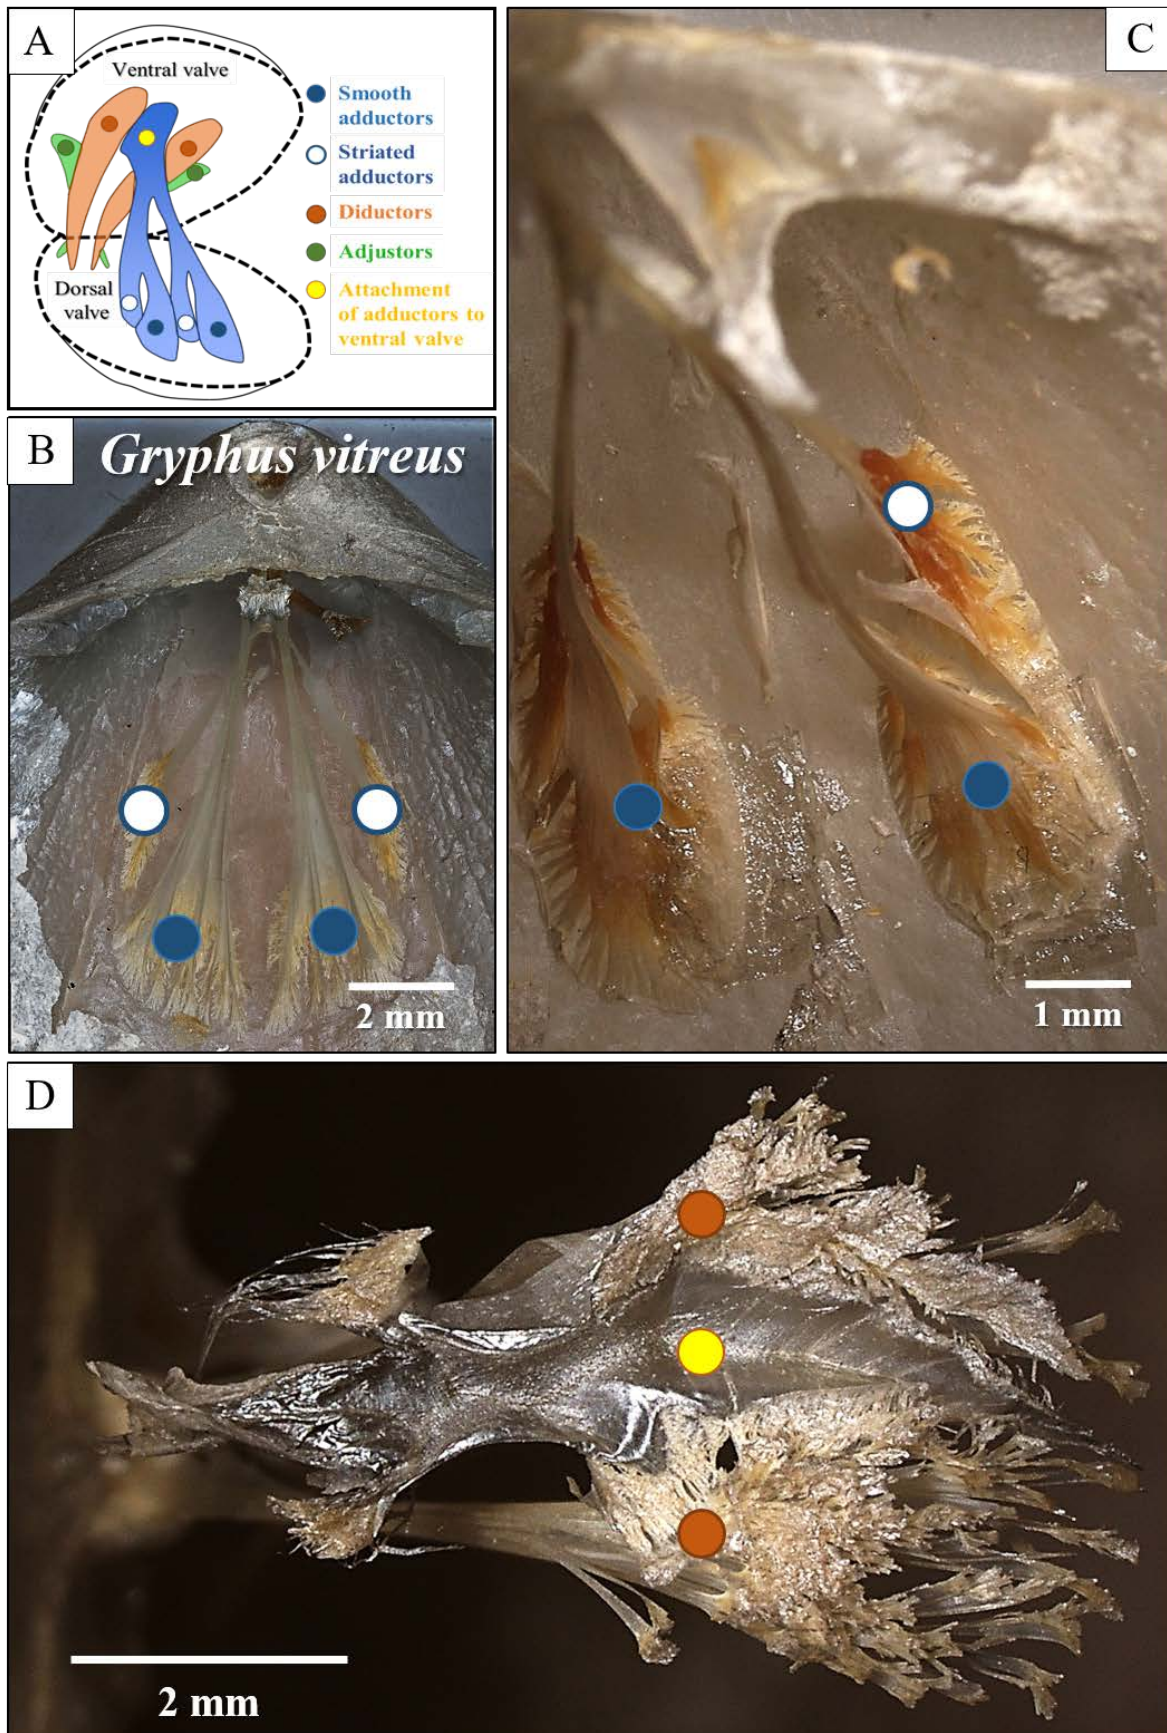 A
Ventral valve
Dorsal
valve
Smooth
adductors
Striated
adductors
Diductors
Adjustors
Attachment
of adductors to
ventral valve
B
Gryphus vitreus
2 mm
C
1 mm
D
2 mm